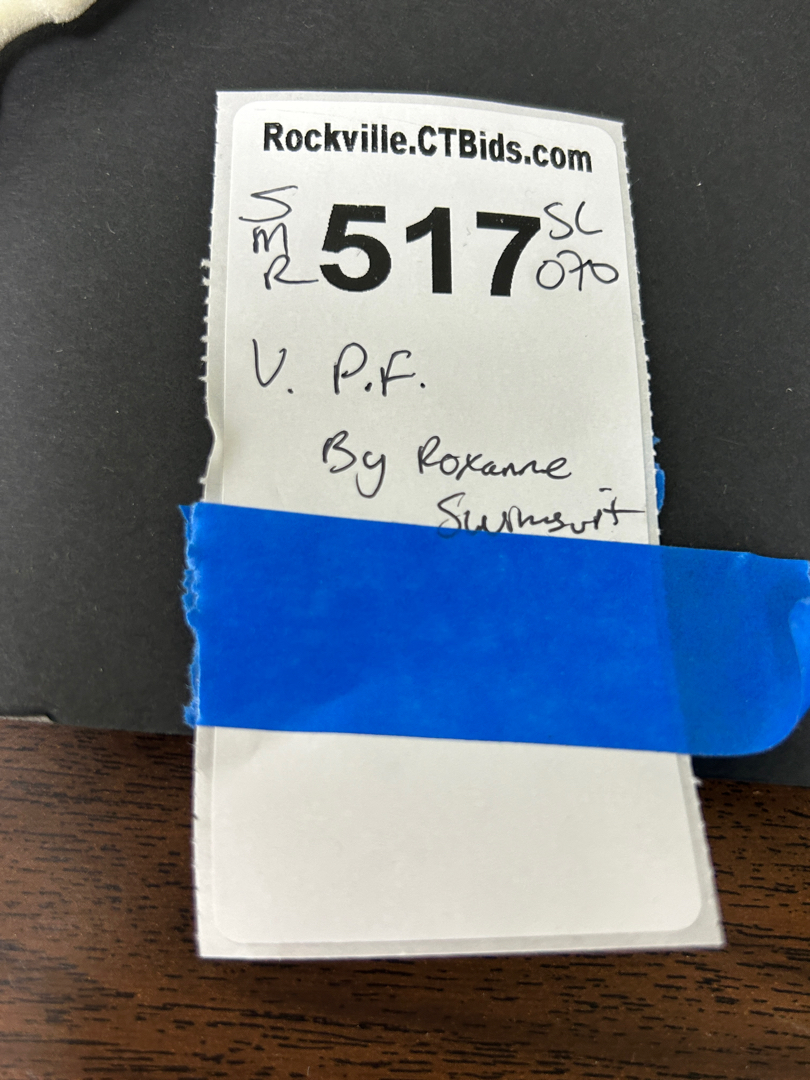 Rockville.CTBids.com
S
M
R
517
SL
070
V. P.F.
By Roxanne
Swimsuit